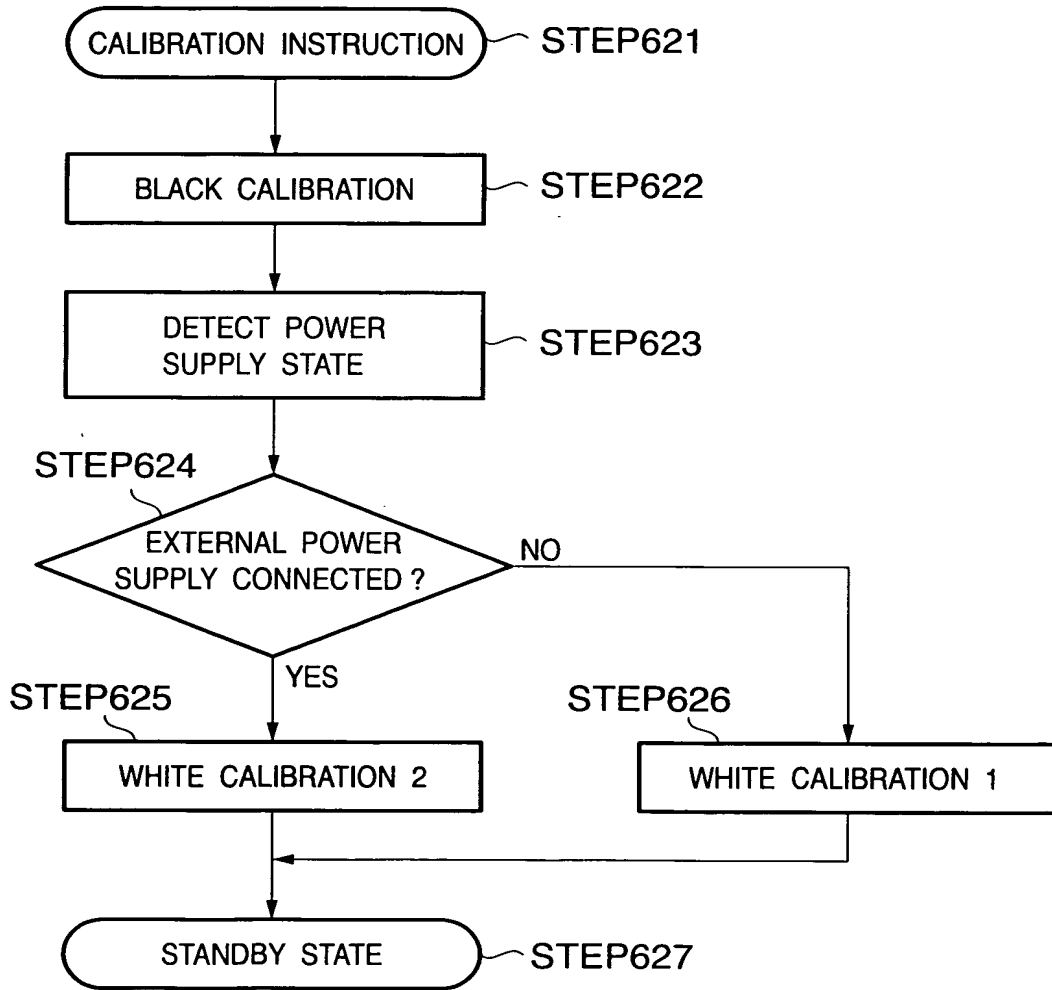 CALIBRATION INSTRUCTION
STEP621
BLACK CALIBRATION
STEP622
DETECT POWER
SUPPLY STATE
STEP623
STEP624
EXTERNAL POWER
SUPPLY CONNECTED ?
NO
YES
STEP625
STEP626
WHITE CALIBRATION 2
WHITE CALIBRATION 1
STANDBY STATE
STEP627